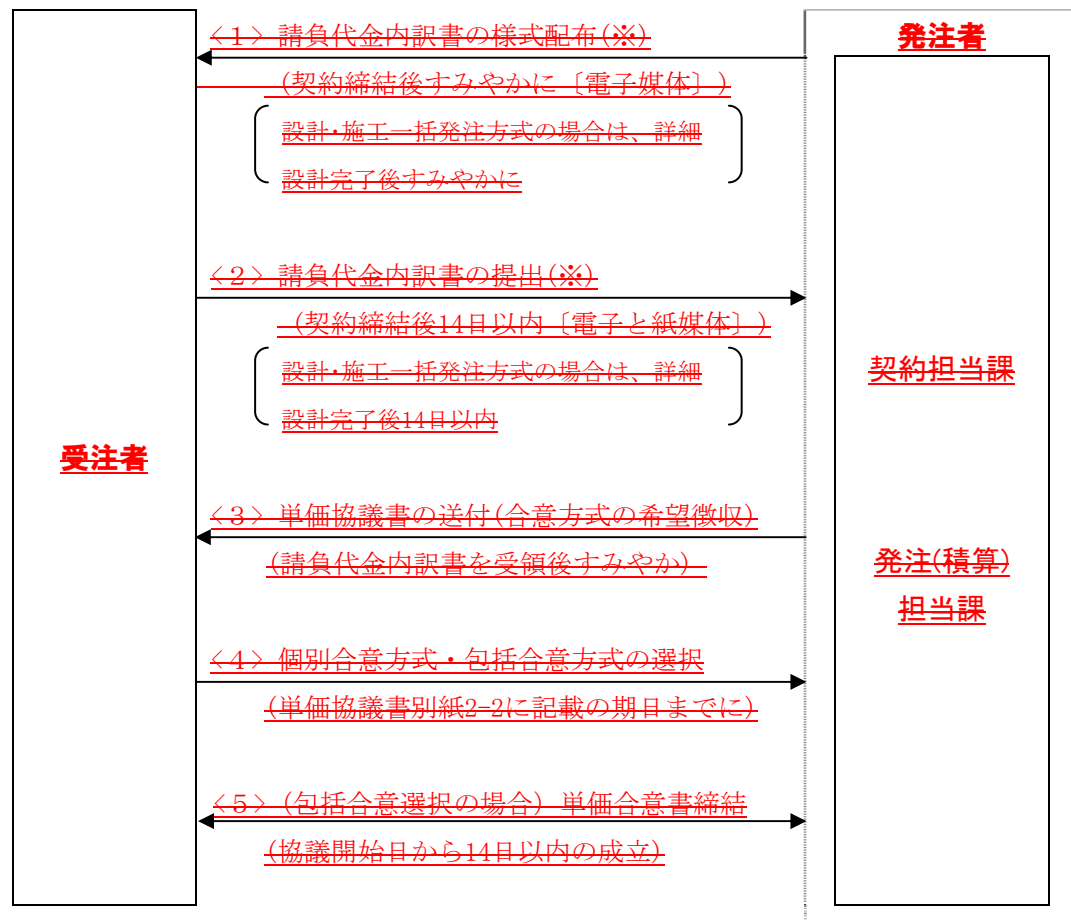 <1> 請負代金内訳書の様式配布(※)
発注者
(契約締結後すみやかに〔電子媒体〕)
設計・施工一括発注方式の場合は、詳細
設計完了後すみやかに
<2> 請負代金内訳書の提出(※)
(契約締結後14日以内〔電子と紙媒体〕)
設計・施工一括発注方式の場合は、詳細
設計完了後14日以内
契約担当課
受注者
<3> 単価協議書の送付(合意方式の希望徴収)
(請負代金内訳書を受領後すみやか)
発注(積算)
担当課
<4> 個別合意方式・包括合意方式の選択
(単価協議書別紙2-2に記載の期日までに)
<5> (包括合意選択の場合) 単価合意書締結
(協議開始日から14日以内の成立)